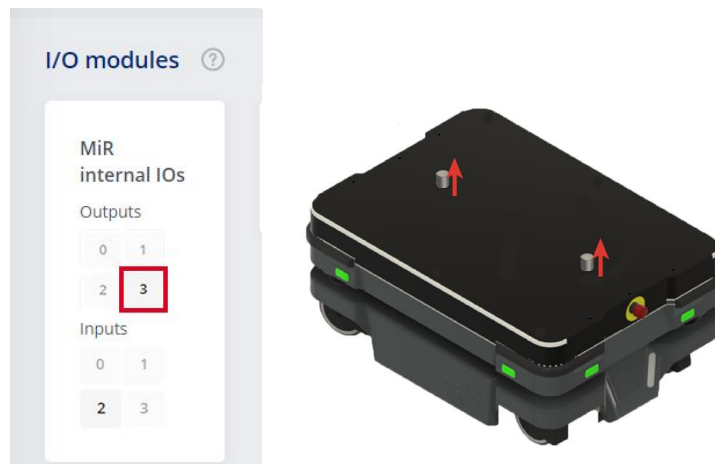 I/O modules ?
MiR
internal IOs
Outputs
0 1
2 3
Inputs
0 1
2 3